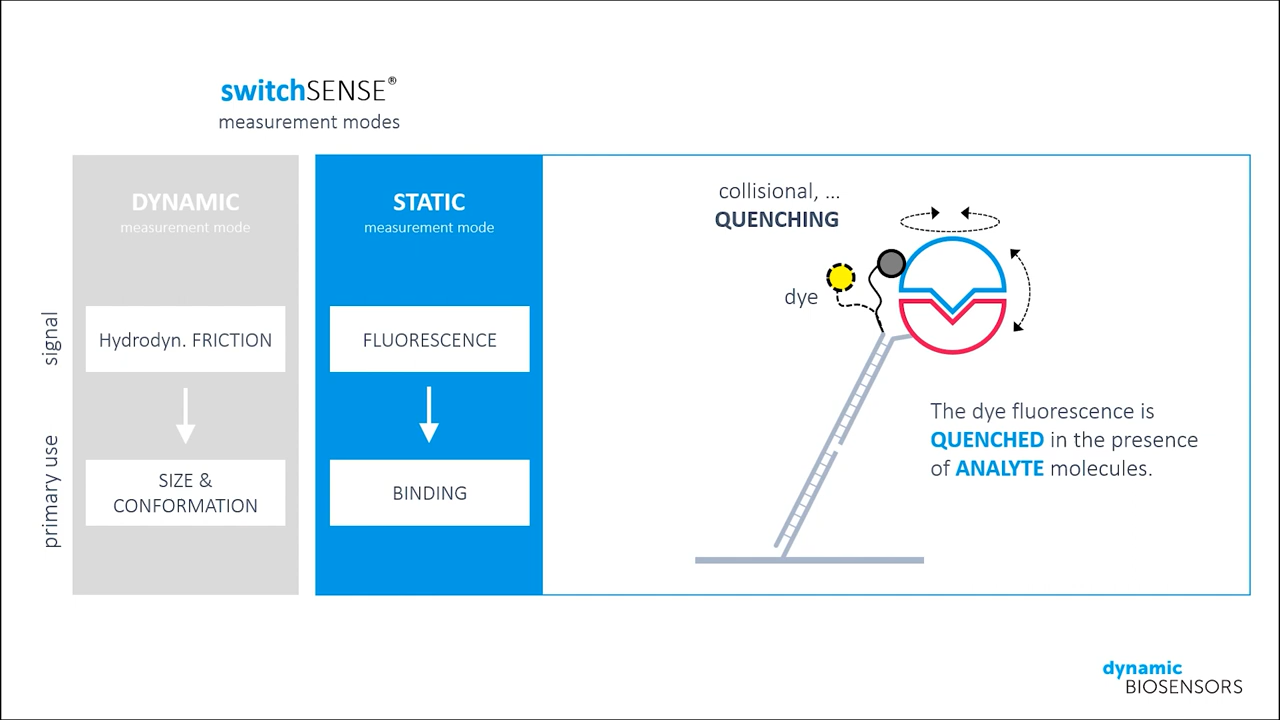 switchSENSE®
measurement modes
DYNAMIC
measurement mode
STATIC
measurement mode
signal
Hydrodyn. FRICTION
FLUORESCENCE
primary use
SIZE &
CONFORMATION
BINDING
collisional, ...
QUENCHING
dye
The dye fluorescence is
QUENCHED in the presence
of ANALYTE molecules.
dynamic
BIOSENSORS